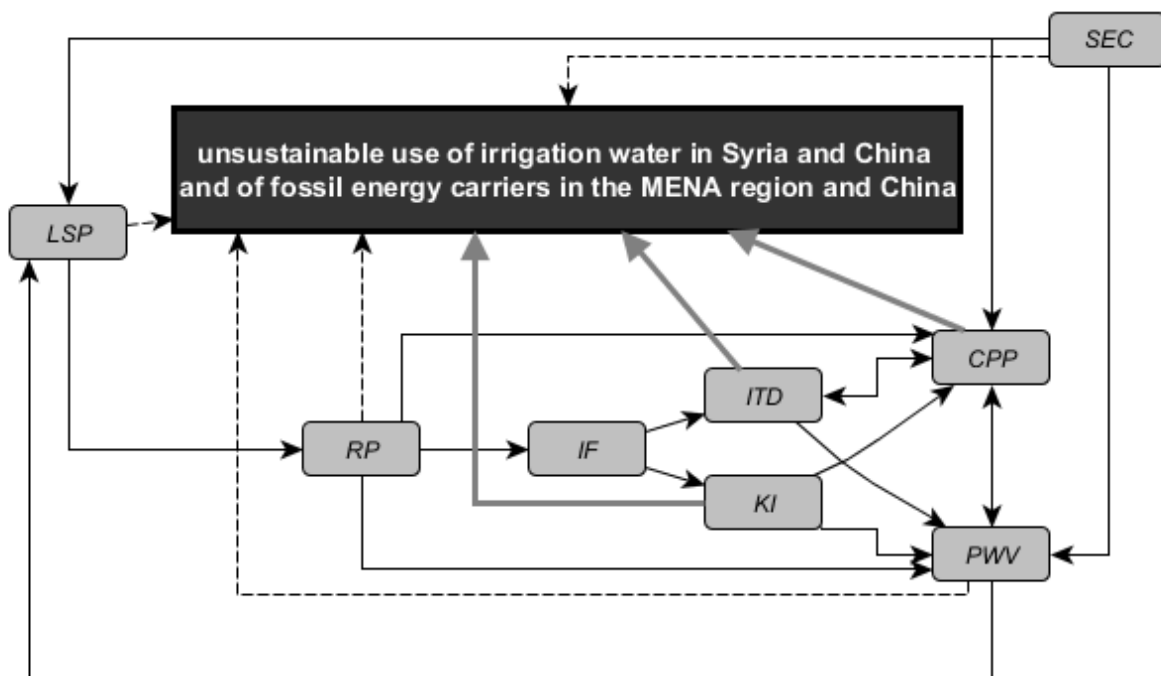 SEC
unsustainable use of irrigation water in Syria and China
and of fossil energy carriers in the MENA region and China
LSP
CPP
ITD
RP
IF
KI
PWV